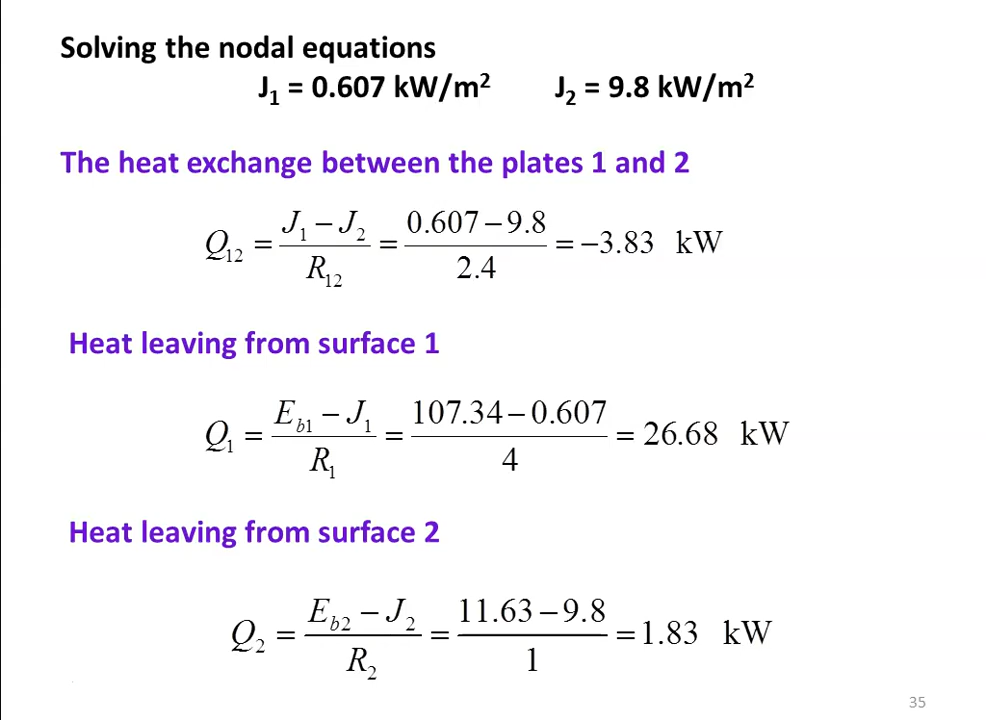 Solving the nodal equations
J₁ = 0.607 kW/m² J₂ = 9.8 kW/m²
The heat exchange between the plates 1 and 2
Q₁₂ = (J₁ − J₂)/R₁₂ = (0.607 − 9.8)/2.4 = −3.83 kW
Heat leaving from surface 1
Q₁ = (E_b1 − J₁)/R₁ = (107.34 − 0.607)/4 = 26.68 kW
Heat leaving from surface 2
Q₂ = (E_b2 − J₂)/R₂ = (11.63 − 9.8)/1 = 1.83 kW
35